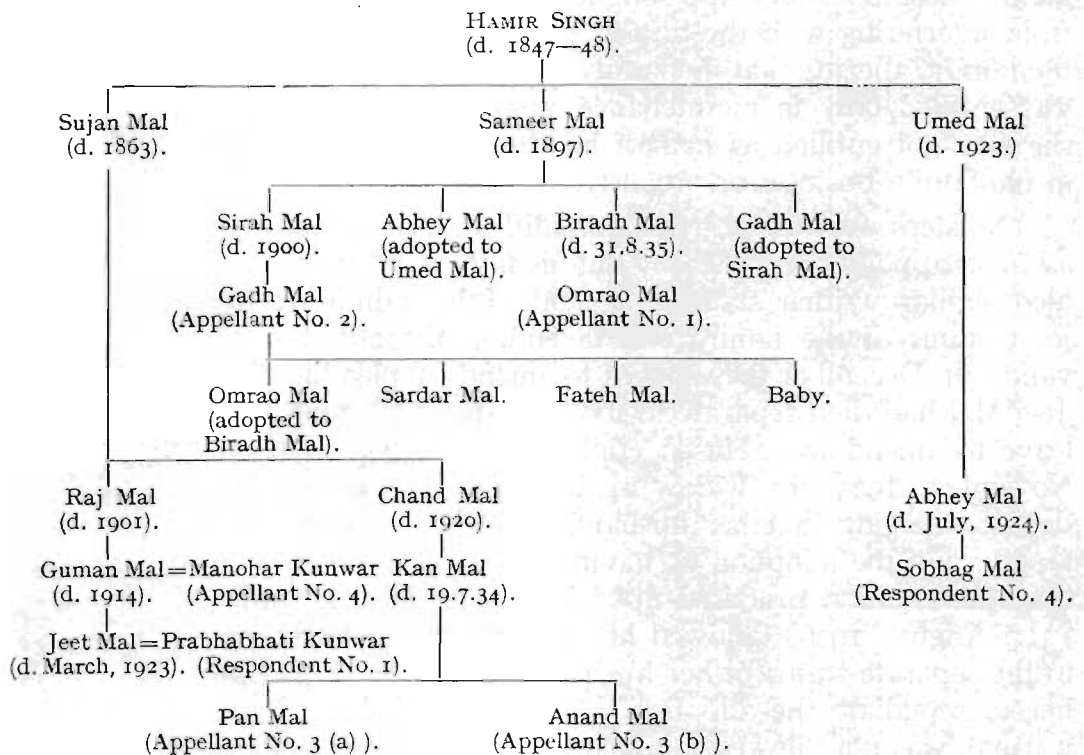 HAMIR SINGH
(d. 1847—48).
Sujan Mal Sameer Mal Umed Mal
(d. 1863). (d. 1897). (d. 1923.)
Sirah Mal Abhey Mal Biradh Mal Gadh Mal
(d. 1900). (adopted to (d. 31.8.35). (adopted to
Umed Mal). Sirah Mal).
Gadh Mal Omrao Mal
(Appellant No. 2). (Appellant No. 1).
Omrao Mal Sardar Mal. Fateh Mal. Baby.
(adopted to
Biradh Mal).
Raj Mal Chand Mal Abhey Mal
(d. 1901). (d. 1920). (d. July, 1924).
Guman Mal=Manohar Kunwar Kan Mal Sobhag Mal
(d. 1914). (Appellant No. 4). (d. 19.7.34). (Respondent No. 4).
Jeet Mal=Prabhabhati Kunwar
(d. March, 1923). (Respondent No. 1).
Pan Mal Anand Mal
(Appellant No. 3 (a) ). (Appellant No. 3 (b) ).